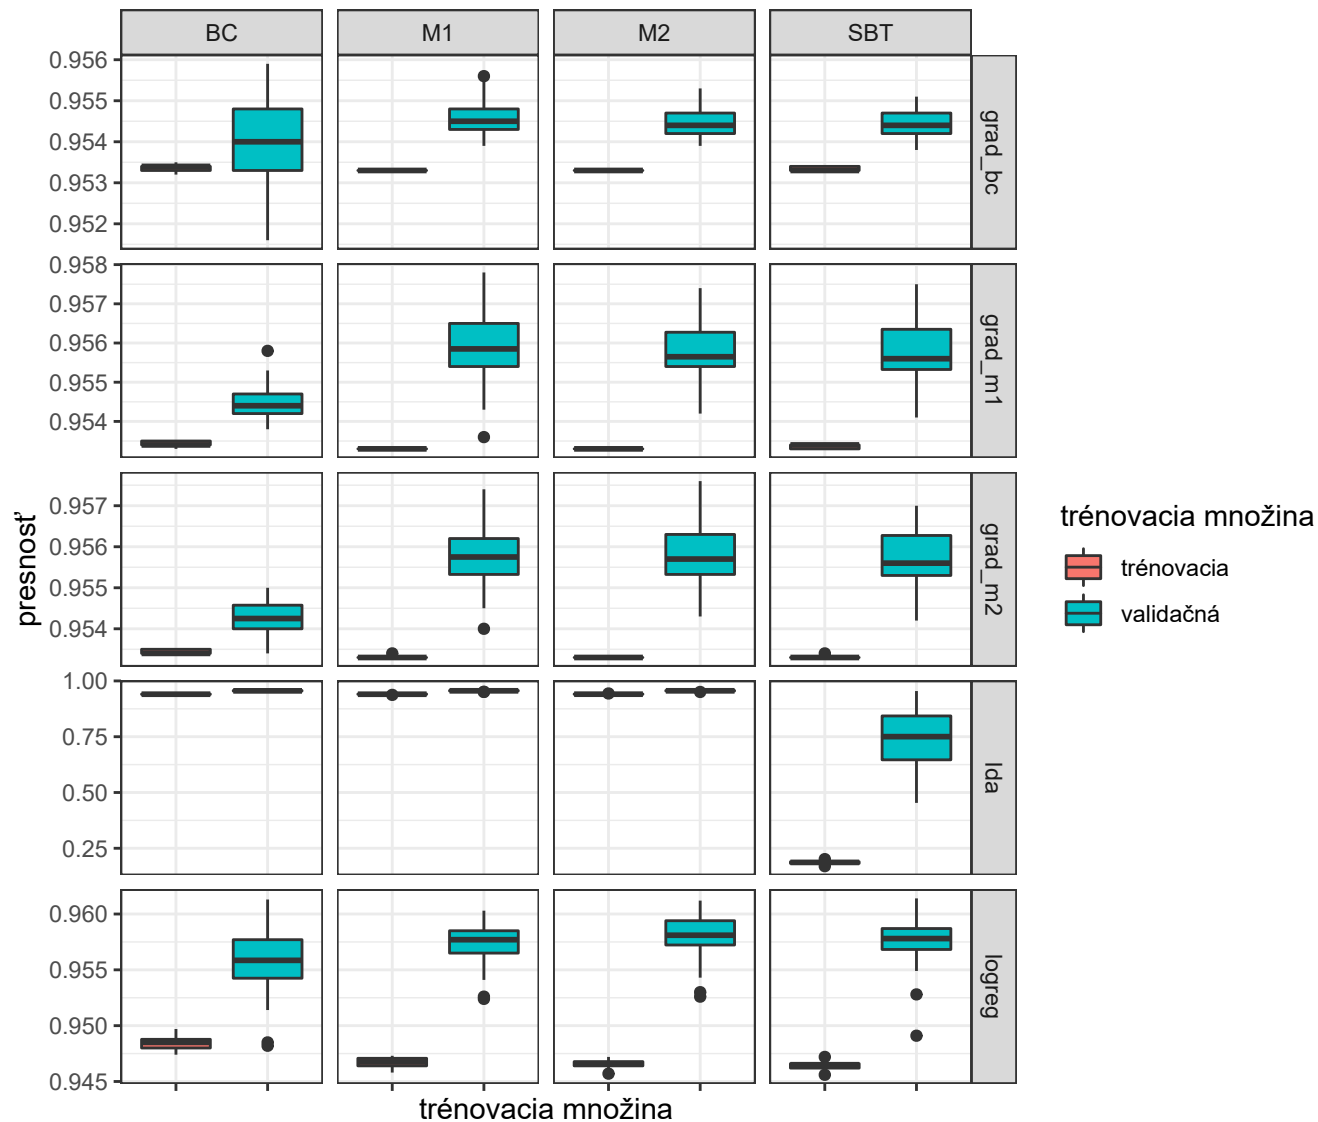 BC M1 M2 SBT
0.956
0.955
0.954
0.953
0.952
grad_bc
0.958
0.957
0.956
0.955
0.954
grad_m1
0.957
0.956
0.955
0.954
grad_m2
1.00
0.75
0.50
0.25
lda
0.960
0.955
0.950
0.945
logreg
presnosť
trénovacia množina
trénovacia množina
trénovacia
validačná